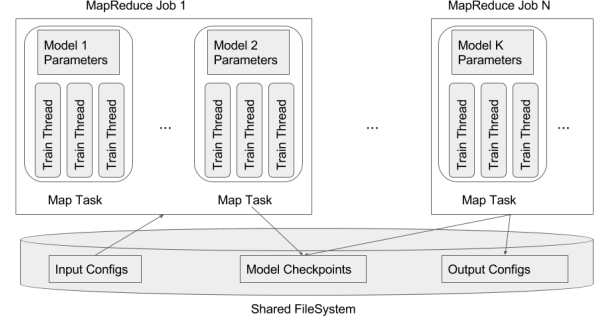 MapReduce Job 1
MapReduce Job N
Model 1
Parameters
Model 2
Parameters
Model K
Parameters
Train Thread
Train Thread
Train Thread
Train Thread
Train Thread
Train Thread
Train Thread
Train Thread
Train Thread
...
...
...
Map Task
Map Task
Map Task
Input Configs
Model Checkpoints
Output Configs
Shared FileSystem